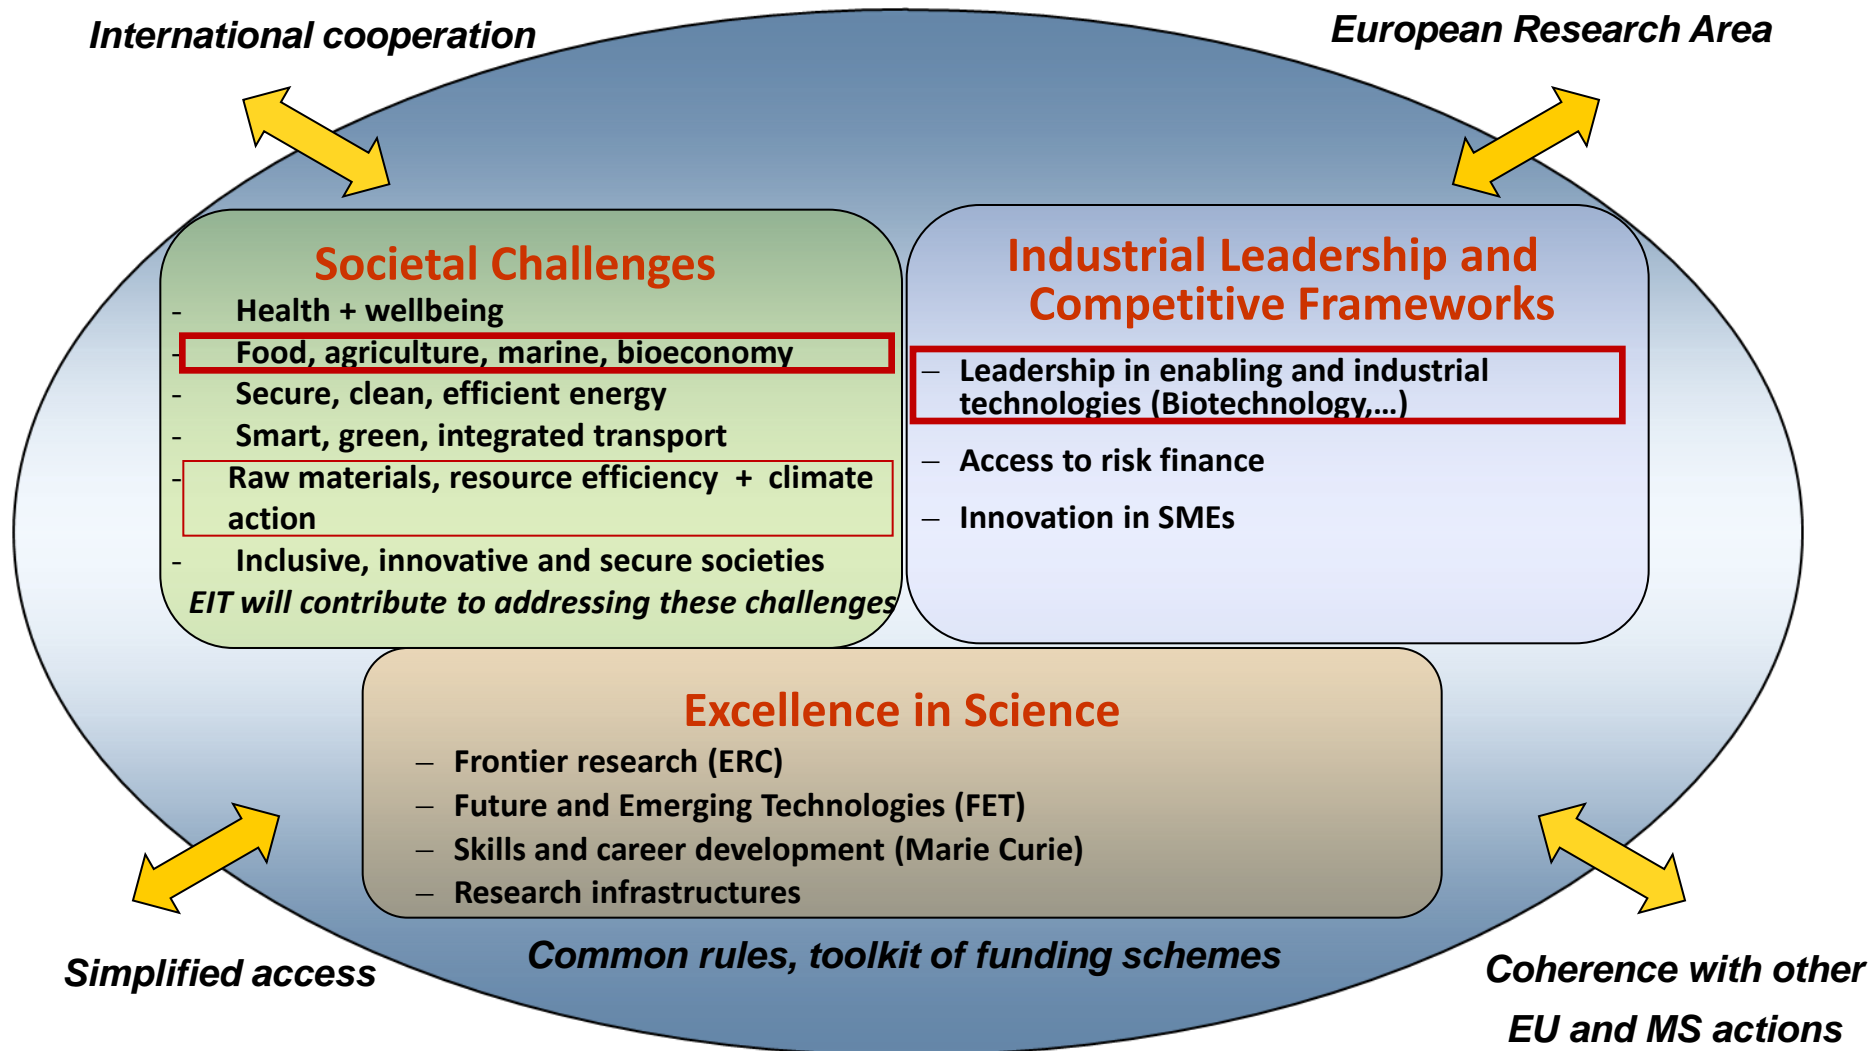 International cooperation
European Research Area
Societal Challenges
- Health + wellbeing
- Food, agriculture, marine, bioeconomy
- Secure, clean, efficient energy
- Smart, green, integrated transport
- Raw materials, resource efficiency + climate
action
- Inclusive, innovative and secure societies
EIT will contribute to addressing these challenges
Industrial Leadership and
Competitive Frameworks
– Leadership in enabling and industrial
technologies (Biotechnology,...)
– Access to risk finance
– Innovation in SMEs
Excellence in Science
– Frontier research (ERC)
– Future and Emerging Technologies (FET)
– Skills and career development (Marie Curie)
– Research infrastructures
Common rules, toolkit of funding schemes
Simplified access
Coherence with other
EU and MS actions